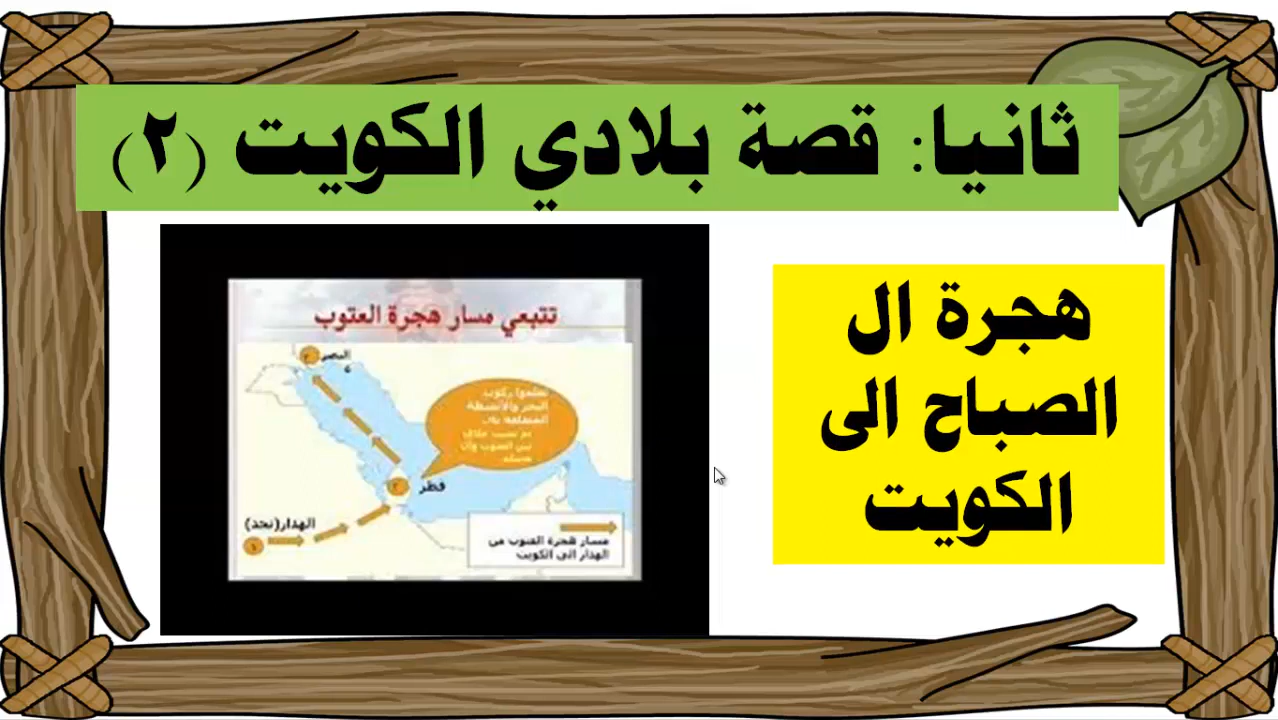 ثانيا: قصة بلادي الكويت (٢)
هجرة ال
الصباح الى
الكويت
تتبعي مسار هجرة العتوب
قطر
الهدار(نجد)
مسار هجرة العتوب من
الهدار الى الكويت